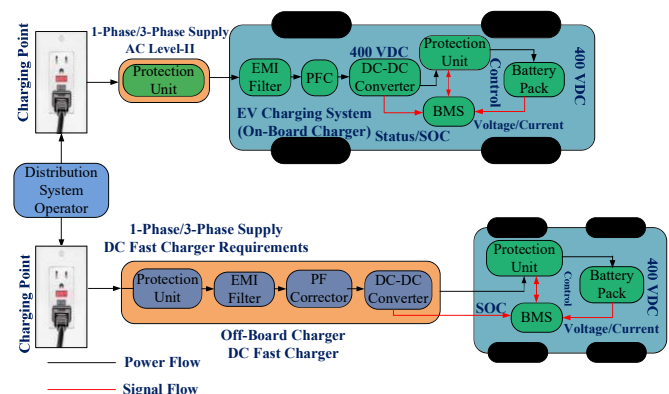 Charging Point
1-Phase/3-Phase Supply
AC Level-II
Protection
Unit
EMI
Filter
PFC
400 VDC
DC-DC
Converter
Protection
Unit
Control
Battery
Pack
400 VDC
BMS
EV Charging System
(On-Board Charger)
Status/SOC
Voltage/Current
Distribution
System
Operator
Charging Point
1-Phase/3-Phase Supply
DC Fast Charger Requirements
Protection
Unit
EMI
Filter
PF
Corrector
DC-DC
Converter
Off-Board Charger
DC Fast Charger
Protection
Unit
Control
Battery
Pack
400 VDC
SOC
BMS
Voltage/Current
Power Flow
Signal Flow